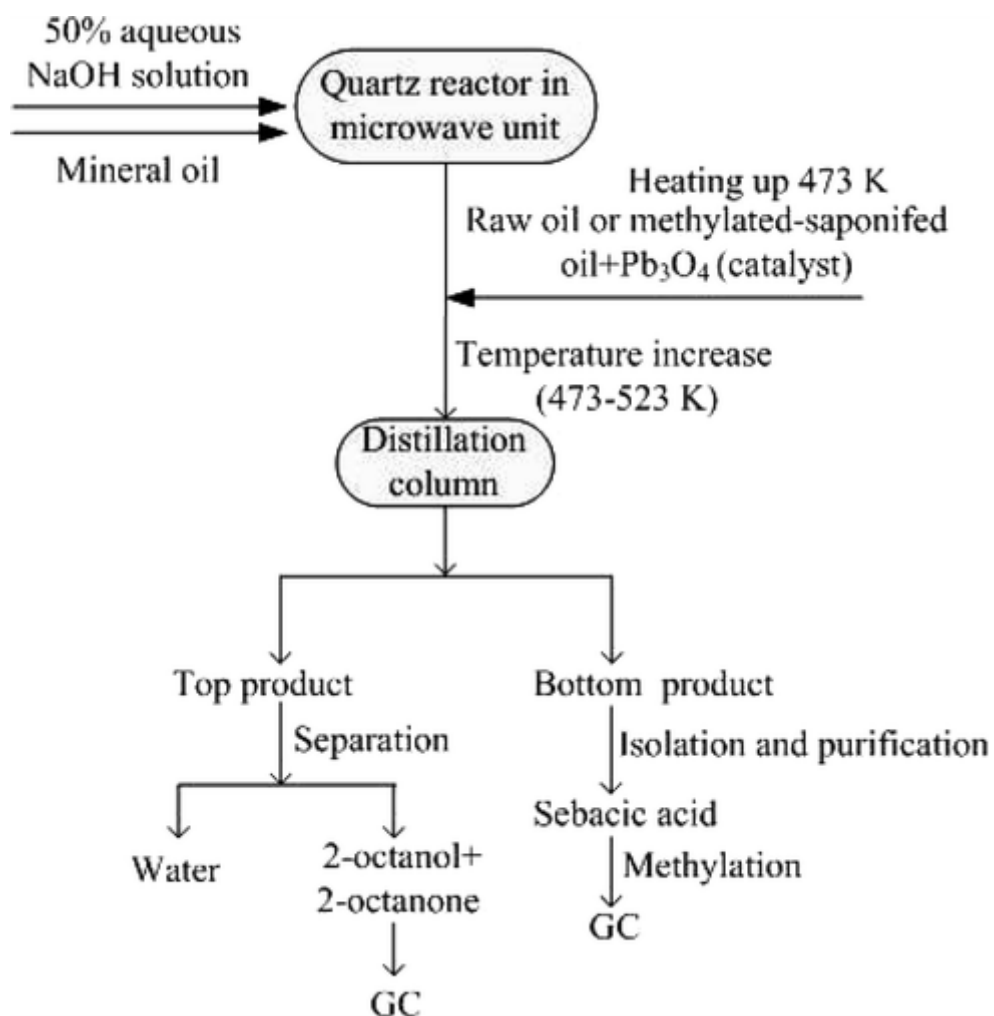 50% aqueous
NaOH solution
Mineral oil
Quartz reactor in
microwave unit
Heating up 473 K
Raw oil or methylated-saponifed
oil+Pb₃O₄ (catalyst)
Temperature increase
(473-523 K)
Distillation
column
Top product
Bottom product
Separation
Isolation and purification
Water
2-octanol+
2-octanone
GC
Sebacic acid
Methylation
GC